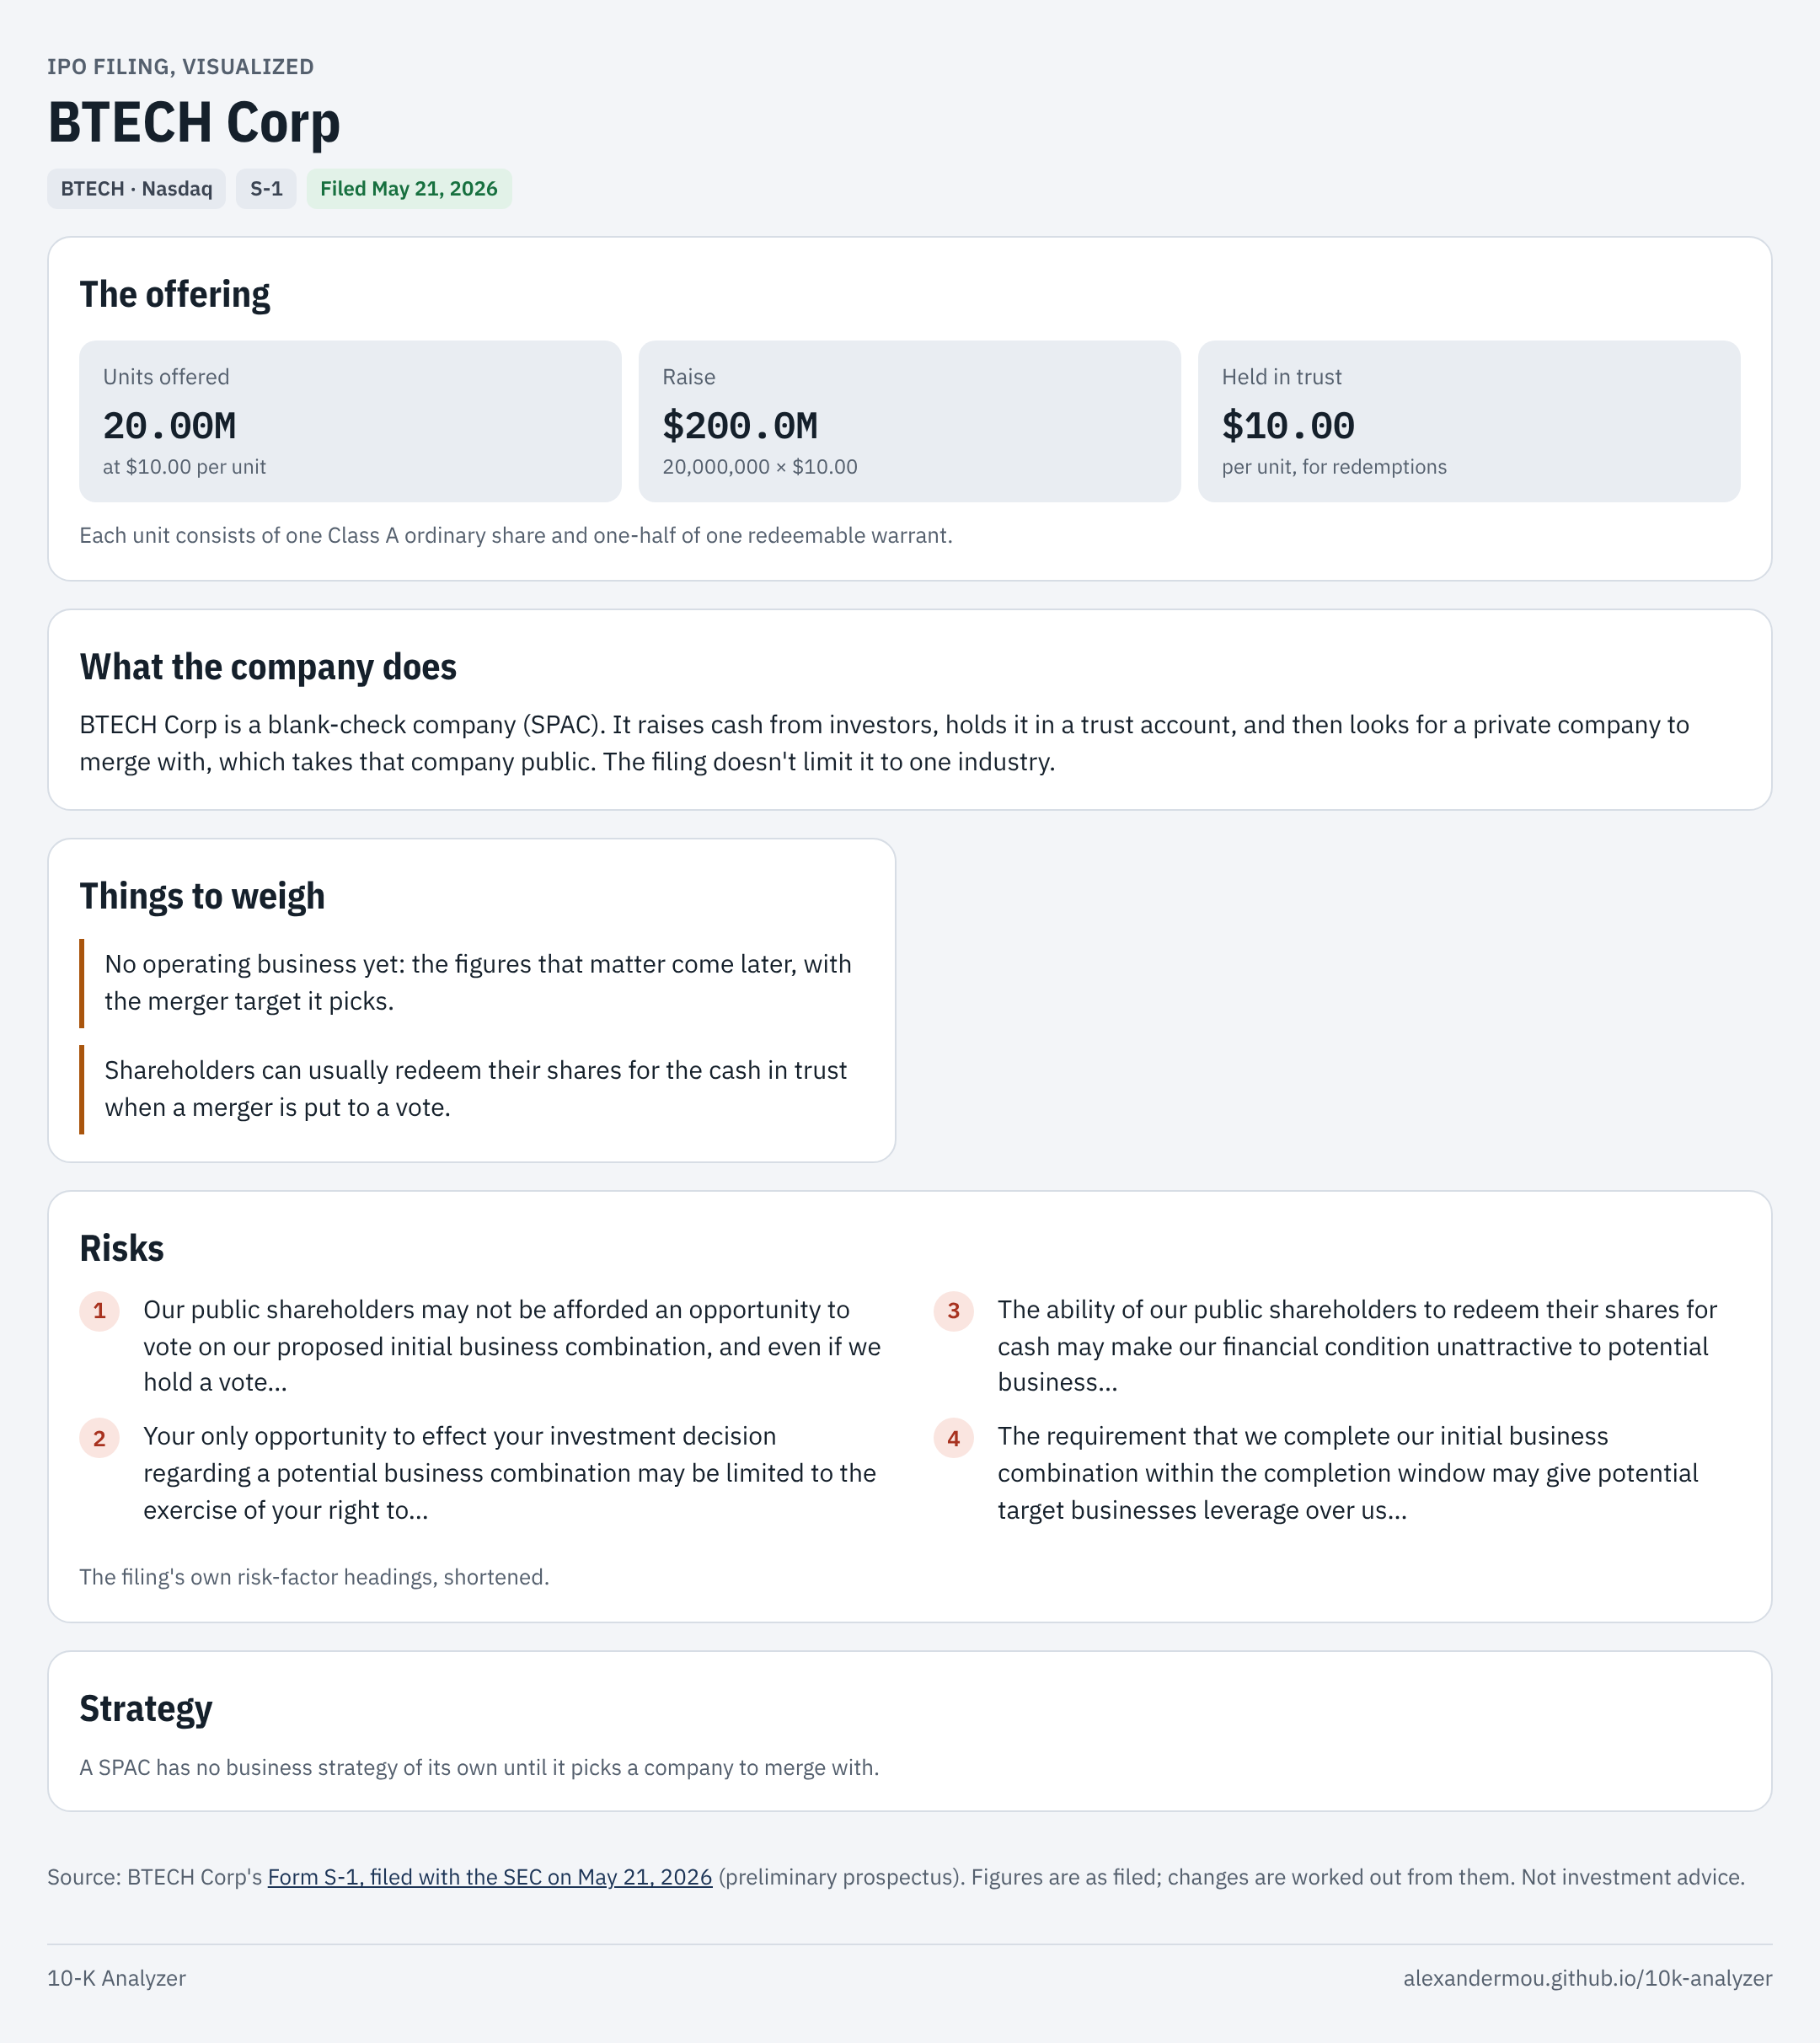 IPO FILING, VISUALIZED
BTECH Corp
BTECH · Nasdaq
S-1
Filed May 21, 2026
The offering
Units offered
20.00M
at $10.00 per unit
Raise
$200.0M
20,000,000 × $10.00
Held in trust
$10.00
per unit, for redemptions
Each unit consists of one Class A ordinary share and one-half of one redeemable warrant.
What the company does
BTECH Corp is a blank-check company (SPAC). It raises cash from investors, holds it in a trust account, and then looks for a private company to
merge with, which takes that company public. The filing doesn't limit it to one industry.
Things to weigh
No operating business yet: the figures that matter come later, with
the merger target it picks.
Shareholders can usually redeem their shares for the cash in trust
when a merger is put to a vote.
Risks
1
Our public shareholders may not be afforded an opportunity to
vote on our proposed initial business combination, and even if we
hold a vote…
2
Your only opportunity to effect your investment decision
regarding a potential business combination may be limited to the
exercise of your right to…
3
The ability of our public shareholders to redeem their shares for
cash may make our financial condition unattractive to potential
business…
4
The requirement that we complete our initial business
combination within the completion window may give potential
target businesses leverage over us…
The filing's own risk-factor headings, shortened.
Strategy
A SPAC has no business strategy of its own until it picks a company to merge with.
Source: BTECH Corp's Form S-1, filed with the SEC on May 21, 2026 (preliminary prospectus). Figures are as filed; changes are worked out from them. Not investment advice.
10-K Analyzer
alexandermou.github.io/10k-analyzer